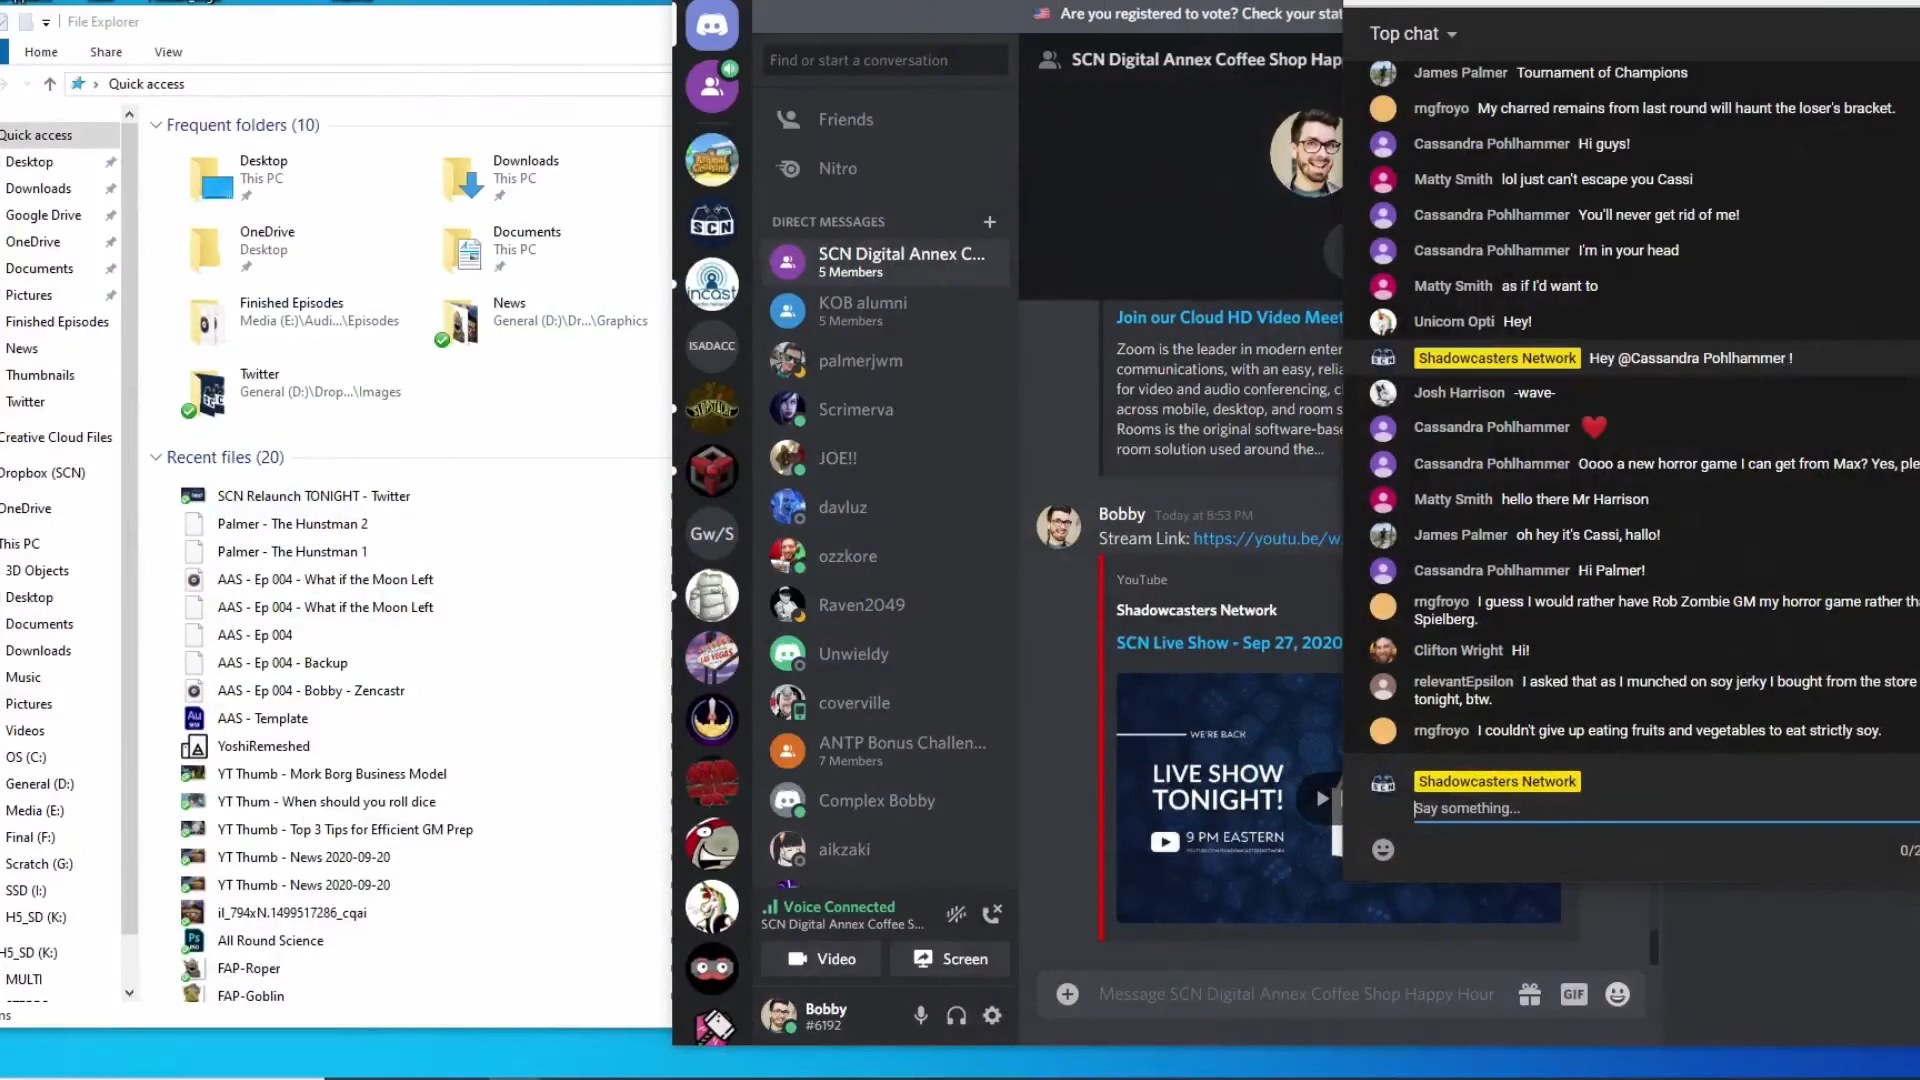 File Explorer
Home
Share
View
Quick access
Quick access
Desktop
Downloads
Google Drive
OneDrive
Documents
Pictures
Finished Episodes
News
Thumbnails
Twitter
Creative Cloud Files
Dropbox (SCN)
OneDrive
This PC
3D Objects
Desktop
Documents
Downloads
Music
Pictures
Videos
OS (C:)
General (D:)
Media (E:)
Final (F:)
Scratch (G:)
SSD (I:)
H5_SD (K:)
H5_SD (K:)
MULTI
Frequent folders (10)
Desktop
This PC
Downloads
This PC
OneDrive
Desktop
Documents
This PC
Finished Episodes
Media (E:)\Audi...\Episodes
News
General (D:)\Dr...\Graphics
Twitter
General (D:)\Drop...\Images
Recent files (20)
SCN Relaunch TONIGHT - Twitter
Palmer - The Hunstman 2
Palmer - The Hunstman 1
AAS - Ep 004 - What if the Moon Left
AAS - Ep 004 - What if the Moon Left
AAS - Ep 004
AAS - Ep 004 - Backup
AAS - Ep 004 - Bobby - Zencastr
AAS - Template
YoshiRemeshed
YT Thumb - Mork Borg Business Model
YT Thum - When should you roll dice
YT Thumb - Top 3 Tips for Efficient GM Prep
YT Thumb - News 2020-09-20
YT Thumb - News 2020-09-20
il_794xN.1499517286_cqai
All Round Science
FAP-Roper
FAP-Goblin
SCN
incast
ISADACC
Gw/S
Find or start a conversation
Friends
Nitro
DIRECT MESSAGES
SCN Digital Annex C...
5 Members
KOB alumni
5 Members
palmerjwm
Scrimerva
JOE!!
davluz
ozzkore
Raven2049
Unwieldy
coverville
ANTP Bonus Challen...
7 Members
Complex Bobby
aikzaki
Voice Connected
SCN Digital Annex Coffee S...
Video
Screen
Bobby
#6192
Are you registered to vote? Check your stat
SCN Digital Annex Coffee Shop Hap
Join our Cloud HD Video Meet
Zoom is the leader in modern enter
communications, with an easy, relia
for video and audio conferencing, c
across mobile, desktop, and room s
Rooms is the original software-base
room solution used around the...
Bobby Today at 8:53 PM
Stream Link: https://youtu.be/w
YouTube
Shadowcasters Network
SCN Live Show - Sep 27, 2020
WE'RE BACK
LIVE SHOW
TONIGHT!
9 PM EASTERN
Message SCN Digital Annex Coffee Shop Happy Hour
GIF
Top chat
James Palmer Tournament of Champions
rngfroyo My charred remains from last round will haunt the loser's bracket.
Cassandra Pohlhammer Hi guys!
Matty Smith lol just can't escape you Cassi
Cassandra Pohlhammer You'll never get rid of me!
Cassandra Pohlhammer I'm in your head
Matty Smith as if I'd want to
Unicorn Opti Hey!
Shadowcasters Network Hey @Cassandra Pohlhammer !
Josh Harrison -wave-
Cassandra Pohlhammer
Cassandra Pohlhammer Oooo a new horror game I can get from Max? Yes, ple
Matty Smith hello there Mr Harrison
James Palmer oh hey it's Cassi, hallo!
Cassandra Pohlhammer Hi Palmer!
rngfroyo I guess I would rather have Rob Zombie GM my horror game rather tha
Spielberg.
Clifton Wright Hi!
relevantEpsilon I asked that as I munched on soy jerky I bought from the store
tonight, btw.
rngfroyo I couldn't give up eating fruits and vegetables to eat strictly soy.
Shadowcasters Network
Say something...
0/2